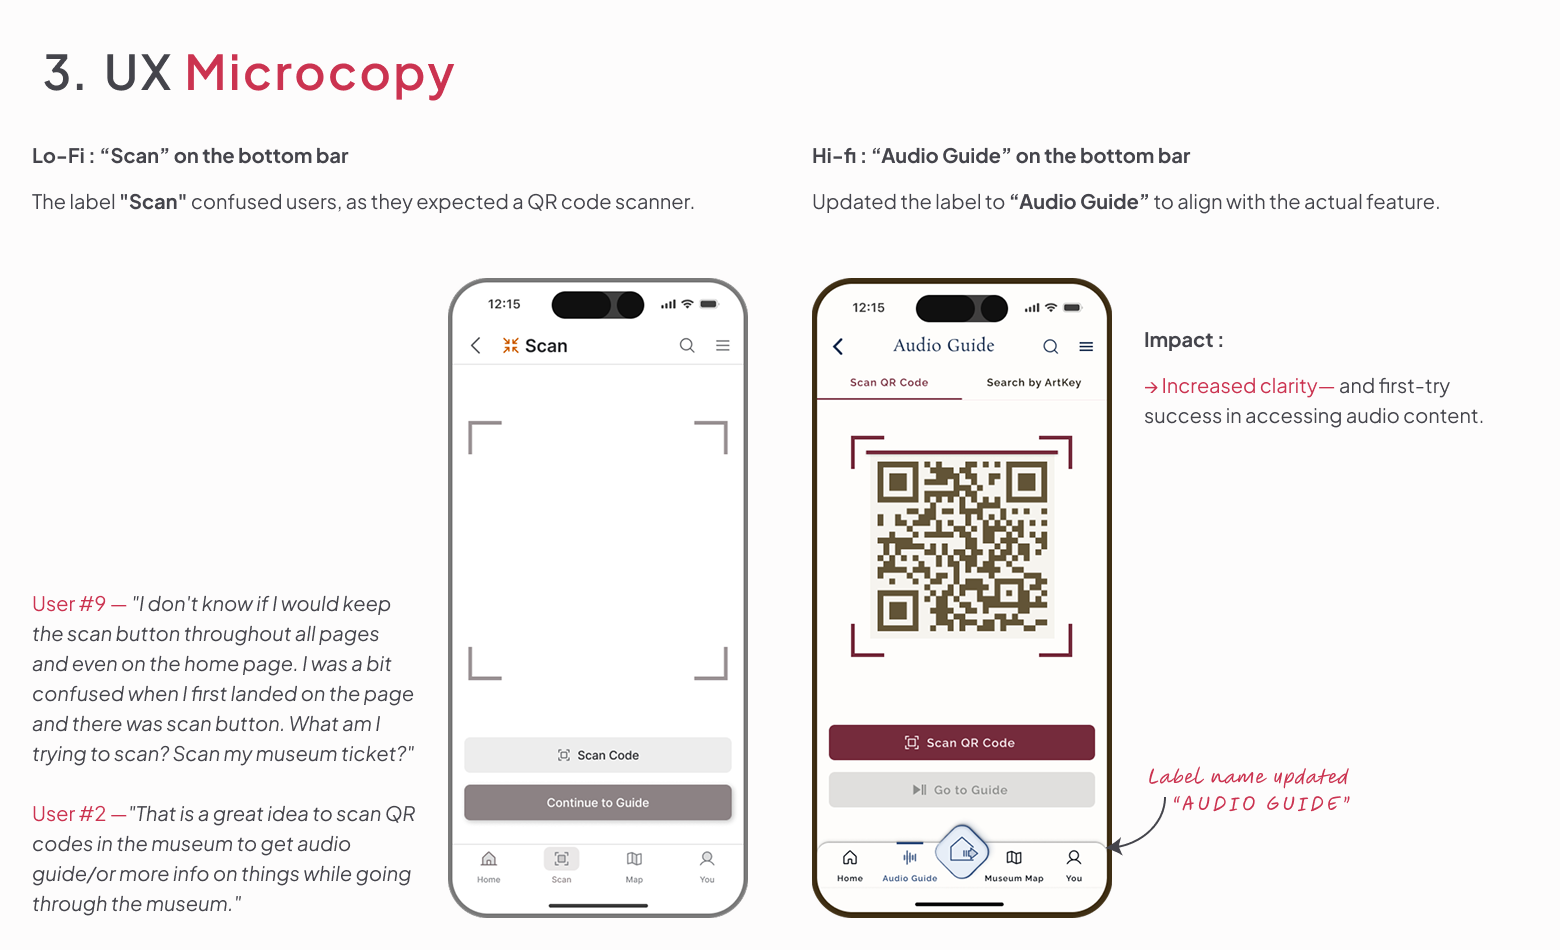 3. UX Microcopy
Lo-Fi : “Scan” on the bottom bar
The label "Scan" confused users, as they expected a QR code scanner.
User #9 — "I don't know if I would keep
the scan button throughout all pages
and even on the home page. I was a bit
confused when I first landed on the page
and there was scan button. What am I
trying to scan? Scan my museum ticket?"
User #2 —"That is a great idea to scan QR
codes in the museum to get audio
guide/or more info on things while going
through the museum."
12:15
Scan
Scan Code
Continue to Guide
Home Scan Map You
Hi-fi : “Audio Guide” on the bottom bar
Updated the label to “Audio Guide” to align with the actual feature.
12:15
Audio Guide
Scan QR Code Search by ArtKey
Scan QR Code
Go to Guide
Home Audio Guide Museum Map You
Impact :
→ Increased clarity— and first-try
success in accessing audio content.
Label name updated
“AUDIO GUIDE”